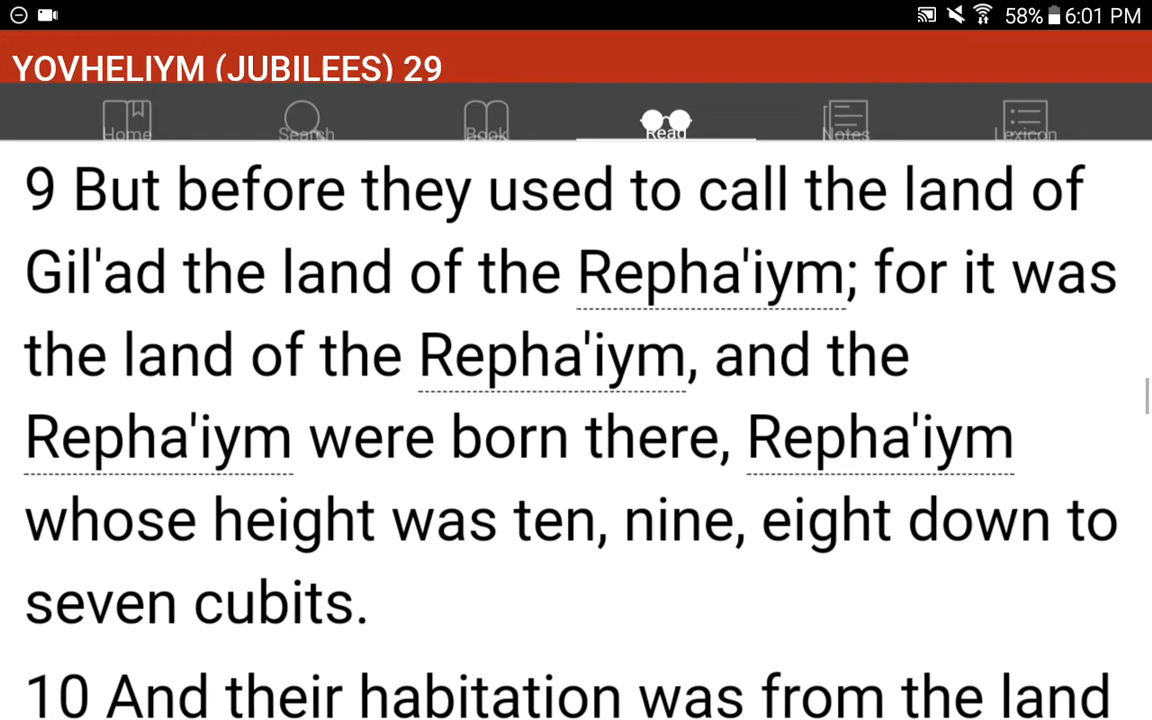 58% 6:01 PM
YOVHELIYM (JUBILEES) 29
Home Search Book Read Notes Lexicon
9 But before they used to call the land of
Gil'ad the land of the Repha'iym; for it was
the land of the Repha'iym, and the
Repha'iym were born there, Repha'iym
whose height was ten, nine, eight down to
seven cubits.
10 And their habitation was from the land